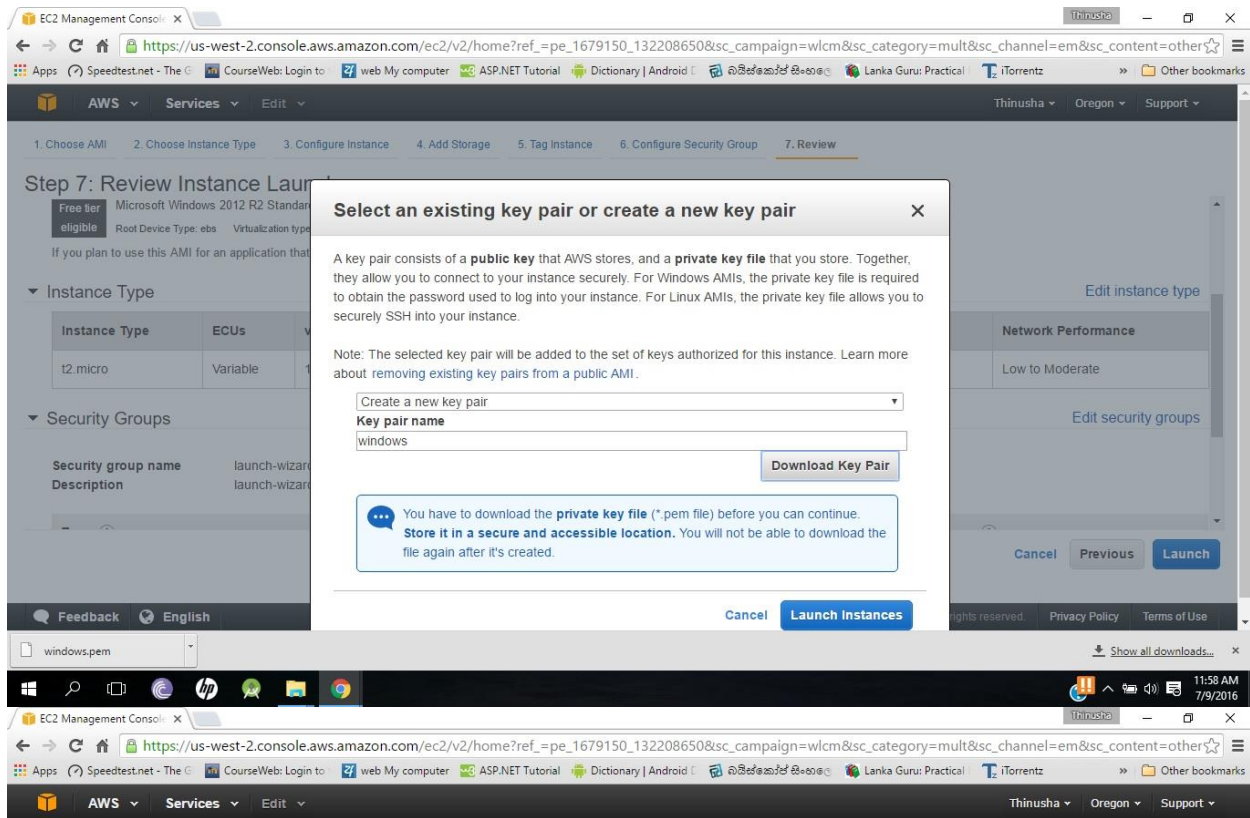 EC2 Management Consol
Thinusha
https://us-west-2.console.aws.amazon.com/ec2/v2/home?ref_=pe_1679150_132208650&sc_campaign=wlcm&sc_category=mult&sc_channel=em&sc_content=other
Apps Speedtest.net - The G CourseWeb: Login to web My computer ASP.NET Tutorial Dictionary | Android බයිස්කෝප් සිංහලෙ Lanka Guru: Practical iTorrentz » Other bookmarks
AWS Services Edit Thinusha Oregon Support
1. Choose AMI 2. Choose Instance Type 3. Configure Instance 4. Add Storage 5. Tag Instance 6. Configure Security Group 7. Review
Step 7: Review Instance Laun
Free tier eligible
Microsoft Windows 2012 R2 Standar
Root Device Type: ebs Virtualization type
If you plan to use this AMI for an application that
Instance Type
Edit instance type
Instance Type ECUs v Network Performance
t2.micro Variable 1 Low to Moderate
Security Groups
Edit security groups
Security group name launch-wizard
Description launch-wizard
Cancel Previous Launch
Select an existing key pair or create a new key pair
A key pair consists of a public key that AWS stores, and a private key file that you store. Together,
they allow you to connect to your instance securely. For Windows AMIs, the private key file is required
to obtain the password used to log into your instance. For Linux AMIs, the private key file allows you to
securely SSH into your instance.
Note: The selected key pair will be added to the set of keys authorized for this instance. Learn more
about removing existing key pairs from a public AMI.
Create a new key pair
Key pair name
windows
Download Key Pair
You have to download the private key file (*.pem file) before you can continue.
Store it in a secure and accessible location. You will not be able to download the
file again after it's created.
Cancel Launch Instances
Feedback English rights reserved. Privacy Policy Terms of Use
windows.pem Show all downloads...
11:58 AM
7/9/2016
EC2 Management Consol
Thinusha
https://us-west-2.console.aws.amazon.com/ec2/v2/home?ref_=pe_1679150_132208650&sc_campaign=wlcm&sc_category=mult&sc_channel=em&sc_content=other
Apps Speedtest.net - The G CourseWeb: Login to web My computer ASP.NET Tutorial Dictionary | Android බයිස්කෝප් සිංහලෙ Lanka Guru: Practical iTorrentz » Other bookmarks
AWS Services Edit Thinusha Oregon Support